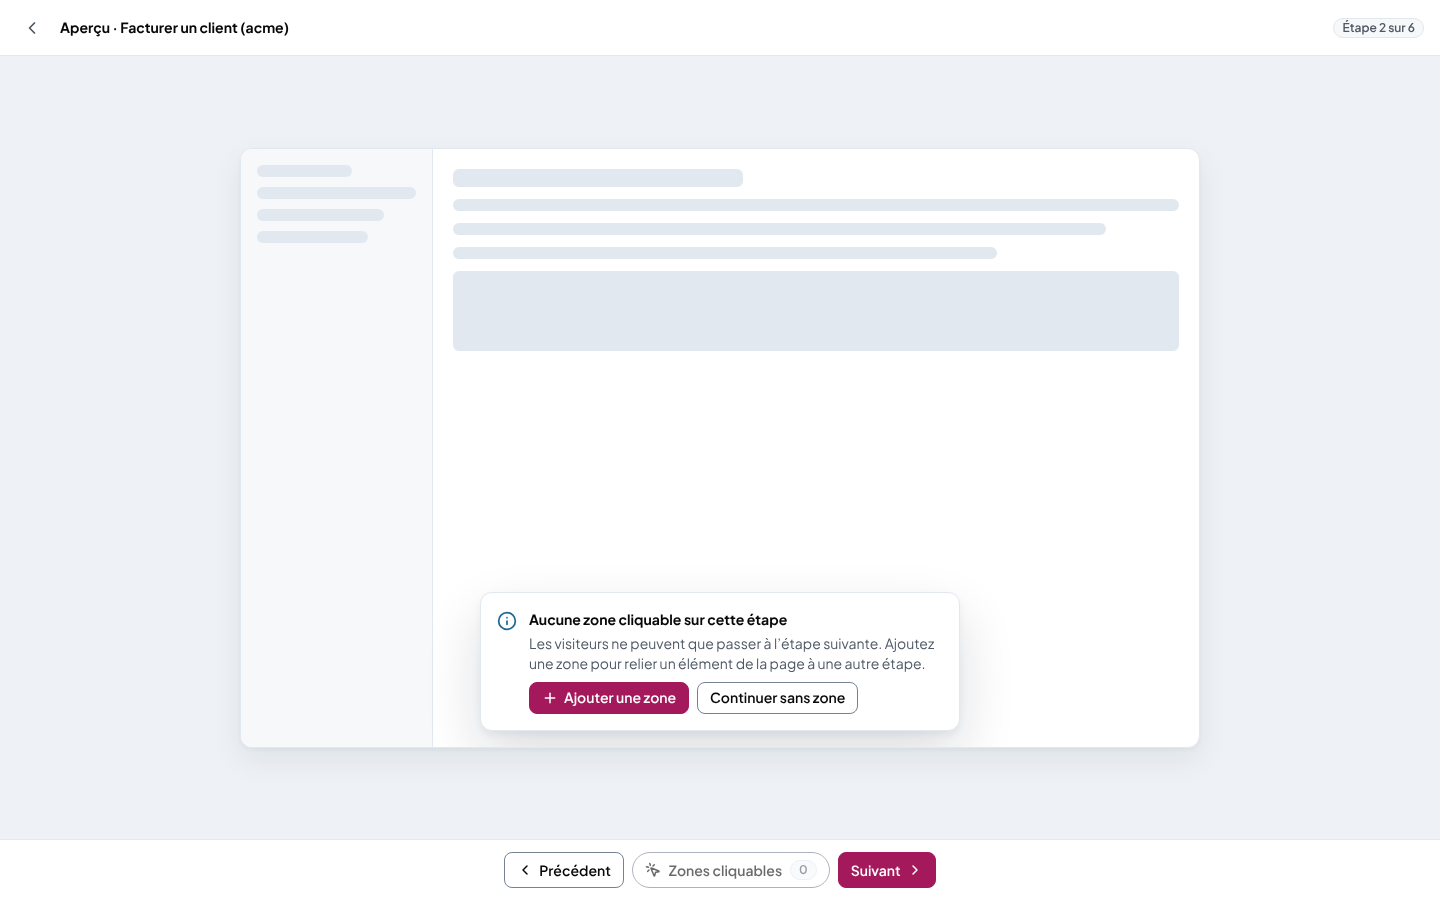 Aperçu · Facturer un client (acme)
Étape 2 sur 6
Aucune zone cliquable sur cette étape
Les visiteurs ne peuvent que passer à l’étape suivante. Ajoutez
une zone pour relier un élément de la page à une autre étape.
Ajouter une zone
Continuer sans zone
Précédent
Zones cliquables 0
Suivant